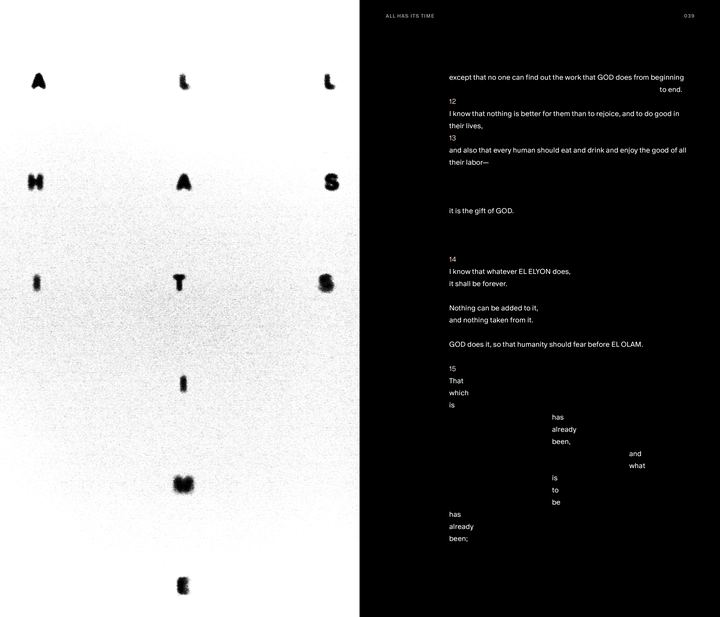 A L L
H A S
I T S
I
M
E
ALL HAS ITS TIME
039
except that no one can find out the work that GOD does from beginning
to end.
12
I know that nothing is better for them than to rejoice, and to do good in
their lives,
13
and also that every human should eat and drink and enjoy the good of all
their labor—
it is the gift of GOD.
14
I know that whatever EL ELYON does,
it shall be forever.
Nothing can be added to it,
and nothing taken from it.
GOD does it, so that humanity should fear before EL OLAM.
15
That
which
is
has
already
been,
and
what
is
to
be
has
already
been;